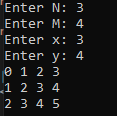 Enter N: 3
Enter M: 4
Enter x: 3
Enter y: 4
0 1 2 3
1 2 3 4
2 3 4 5